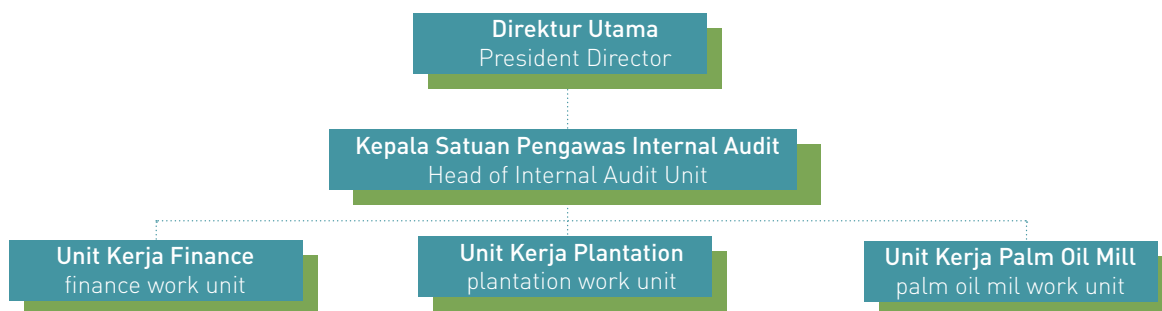 Direktur Utama
President Director
Kepala Satuan Pengawas Internal Audit
Head of Internal Audit Unit
Unit Kerja Finance
finance work unit
Unit Kerja Plantation
plantation work unit
Unit Kerja Palm Oil Mill
palm oil mil work unit